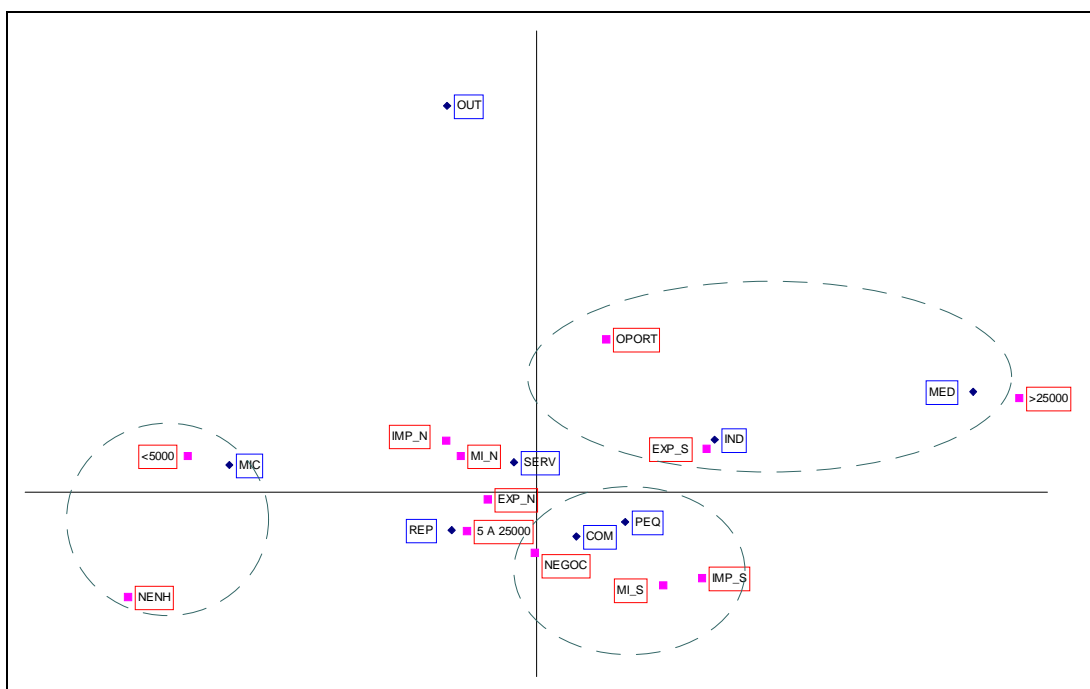 OUT
OPORT
MED
>25000
IMP_N
IND
EXP_S
<5000
MIC
MI_N
SERV
EXP_N
PEQ
REP
5 A 25000
COM
NEGOC
IMP_S
MI_S
NENH